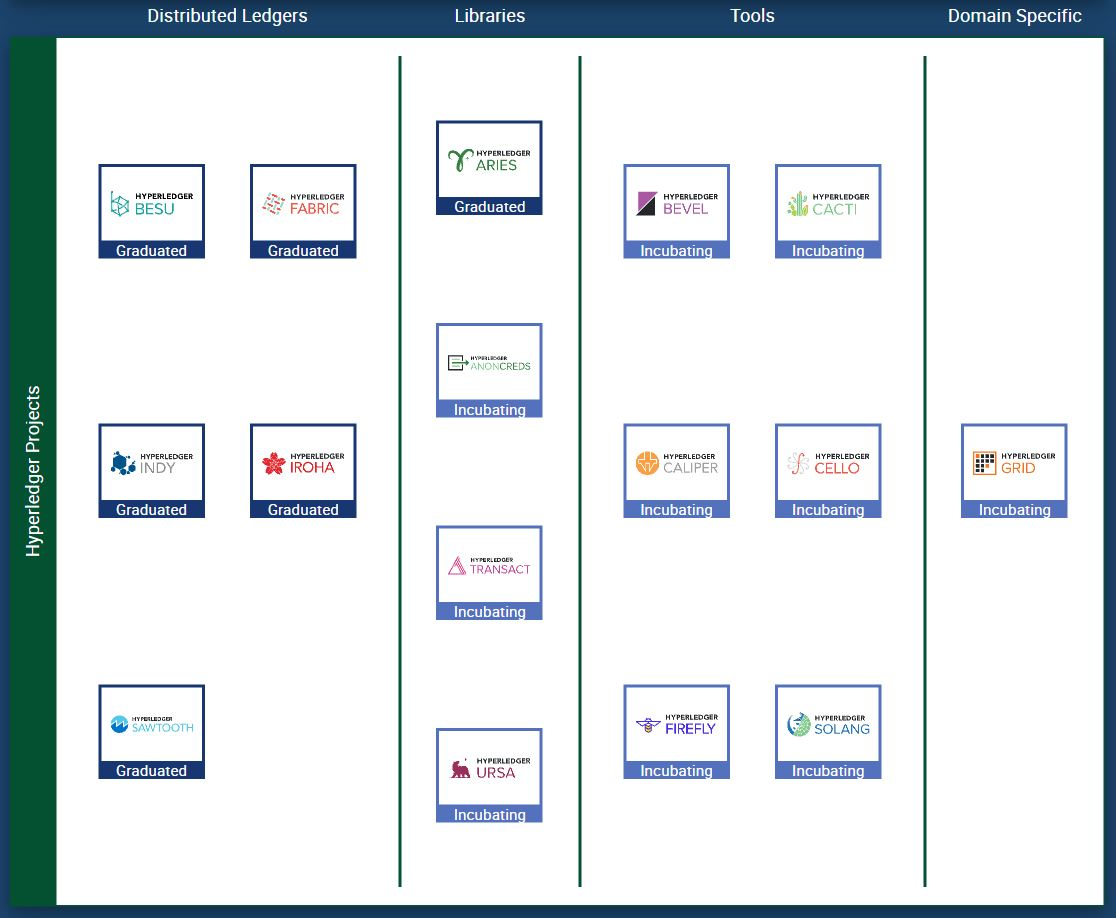 Distributed Ledgers
Libraries
Tools
Domain Specific
Hyperledger Projects
HYPERLEDGER
BESU
Graduated
HYPERLEDGER
FABRIC
Graduated
HYPERLEDGER
INDY
Graduated
HYPERLEDGER
IROHA
Graduated
HYPERLEDGER
SAWTOOTH
Graduated
HYPERLEDGER
ARIES
Graduated
HYPERLEDGER
ANONCREDS
Incubating
HYPERLEDGER
TRANSACT
Incubating
HYPERLEDGER
URSA
Incubating
HYPERLEDGER
BEVEL
Incubating
HYPERLEDGER
CACTI
Incubating
HYPERLEDGER
CALIPER
Incubating
HYPERLEDGER
CELLO
Incubating
HYPERLEDGER
FIREFLY
Incubating
HYPERLEDGER
SOLANG
Incubating
HYPERLEDGER
GRID
Incubating